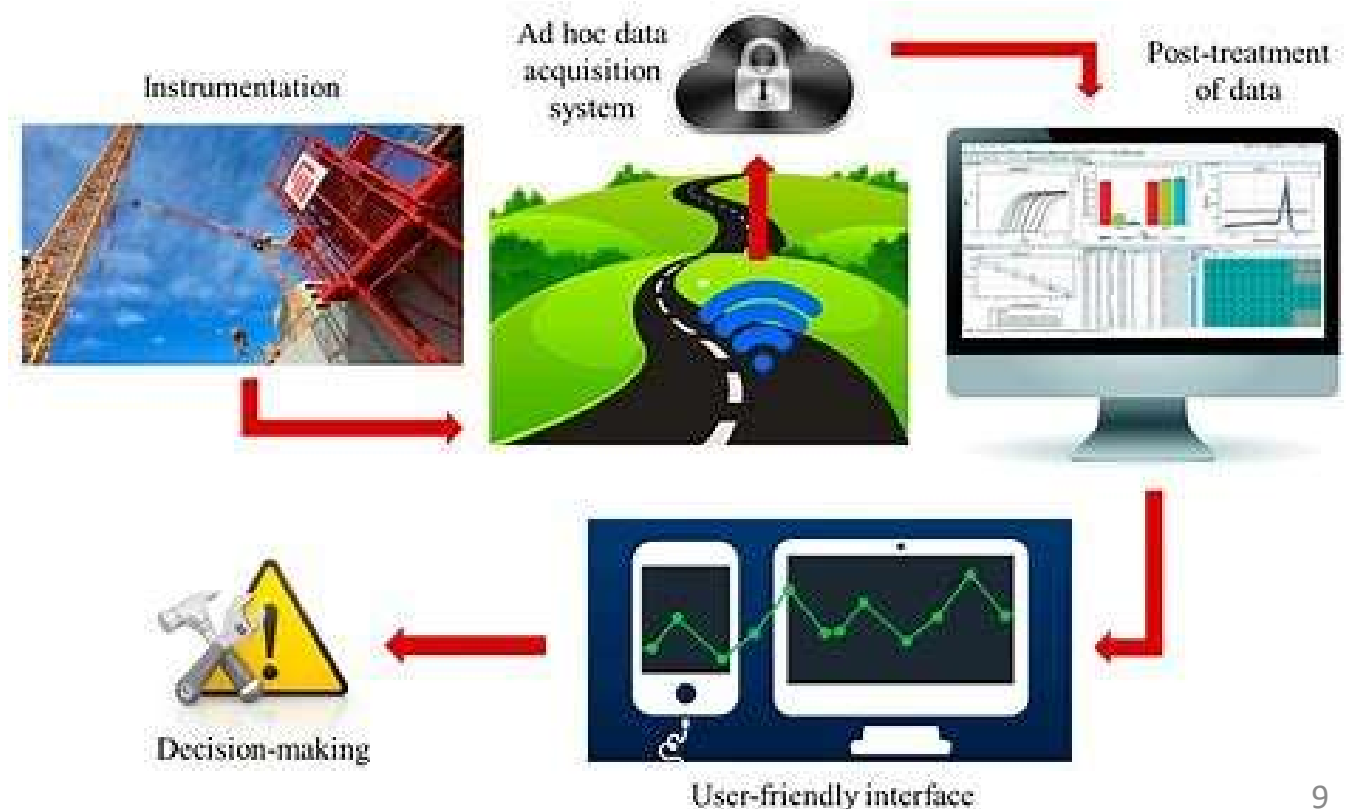 Instrumentation
Ad hoc data
acquisition
system
Post-treatment
of data
Decision-making
User-friendly interface
9